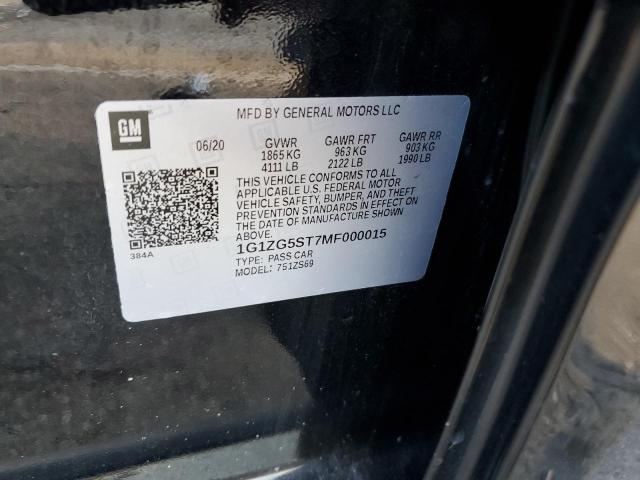 MFD BY GENERAL MOTORS LLC
GM
06/20 GVWR GAWR FRT GAWR RR
1865 KG 963 KG 903 KG
4111 LB 2122 LB 1990 LB
THIS VEHICLE CONFORMS TO ALL
APPLICABLE U.S. FEDERAL MOTOR
VEHICLE SAFETY, BUMPER, AND THEFT
PREVENTION STANDARDS IN EFFECT ON
THE DATE OF MANUFACTURE SHOWN
ABOVE.
1G1ZG5ST7MF000015
TYPE: PASS CAR
MODEL: 751ZS69
384A